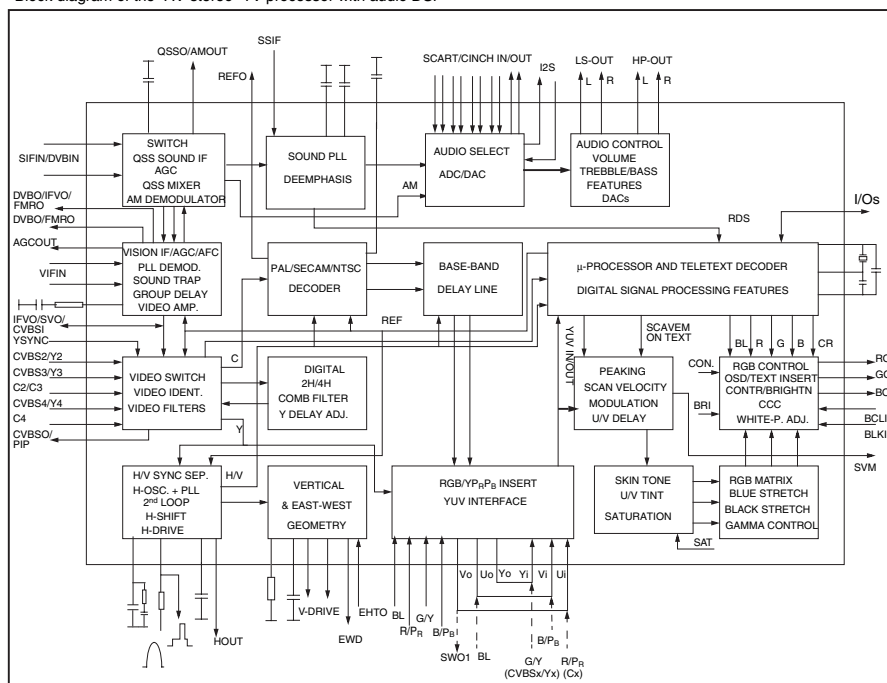 Block diagram of the "AV-stereo" TV processor with audio DSP
QSSO/AMOUT
SSIF
REFO
SCART/CINCH IN/OUT
I2S
LS-OUT
HP-OUT
L
R
L
R
SIFIN/DVBIN
SWITCH
QSS SOUND IF
AGC
QSS MIXER
AM DEMODULATOR
SOUND PLL
DEEMPHASIS
AM
AUDIO SELECT
ADC/DAC
AUDIO CONTROL
VOLUME
TREBBLE/BASS
FEATURES
DACs
I/Os
RDS
DVBO/IFVO/
FMRO
DVBO/FMRO
AGCOUT
VIFIN
IFVO/SVO/
CVBSI
VISION IF/AGC/AFC
PLL DEMOD.
SOUND TRAP
GROUP DELAY
VIDEO AMP.
PAL/SECAM/NTSC
DECODER
BASE-BAND
DELAY LINE
μ-PROCESSOR AND TELETEXT DECODER
DIGITAL SIGNAL PROCESSING FEATURES
REF
YSYNC
CVBS2/Y2
CVBS3/Y3
C2/C3
CVBS4/Y4
C4
CVBSO/
PIP
C
VIDEO SWITCH
VIDEO IDENT.
VIDEO FILTERS
Y
DIGITAL
2H/4H
COMB FILTER
Y DELAY ADJ.
YUV IN/OUT
SCAVEM
ON TEXT
BL
R
G
B
CR
PEAKING
SCAN VELOCITY
MODULATION
U/V DELAY
CON.
BRI
RGB CONTROL
OSD/TEXT INSERT
CONTR/BRIGHTN
CCC
WHITE-P. ADJ.
RO
GO
BO
BCLI
BLKI
SVM
H/V SYNC SEP.
H-OSC. + PLL
2nd LOOP
H-SHIFT
H-DRIVE
H/V
VERTICAL
& EAST-WEST
GEOMETRY
RGB/YPRPB INSERT
YUV INTERFACE
SKIN TONE
U/V TINT
SATURATION
RGB MATRIX
BLUE STRETCH
BLACK STRETCH
GAMMA CONTROL
SAT
Vo
Uo
Yo
Yi
Vi
Ui
HOUT
V-DRIVE
EWD
EHTO
BL
R/PR
G/Y
B/PB
SWO1
BL
G/Y
(CVBSx/Yx)
B/PB
R/PR
(Cx)